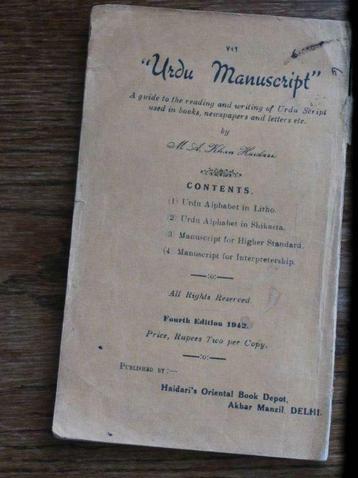 ۷۸۶
"Urdu Manuscript"
A guide to the reading and writing of Urdu Script
used in books, newspapers and letters etc.
by
M. A. Khan Haidari
CONTENTS.
(1) Urdu Alphabet in Litho.
(2) Urdu Alphabet in Shikasta.
(3 Manuscript for Higher Standard.
(4. Manuscript for Interpretership.
All Rights Reserved.
Fourth Edition 1942.
Price, Rupees Two per Copy.
PUBLISHED BY :—
Haidari's Oriental Book Depot,
Akbar Manzil, DELHI.